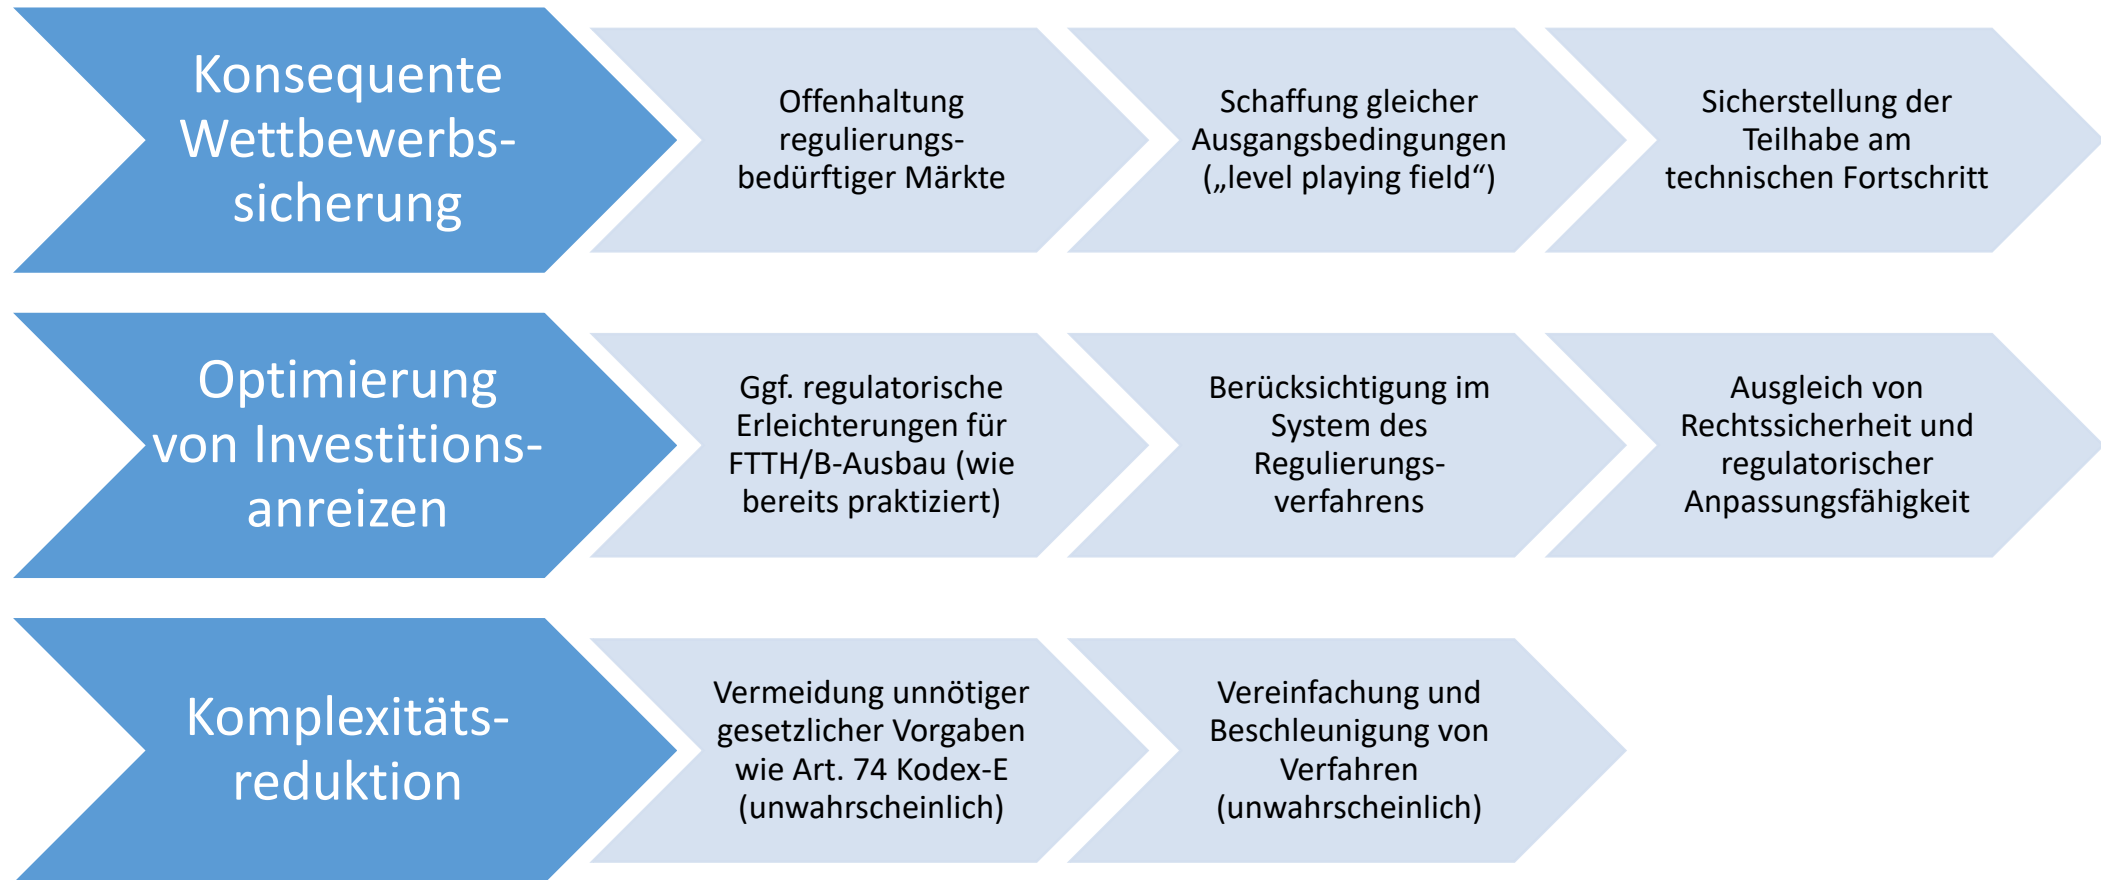 Konsequente
Wettbewerbs-
sicherung
Offenhaltung
regulierungs-
bedürftiger Märkte
Schaffung gleicher
Ausgangsbedingungen
(„level playing field“)
Sicherstellung der
Teilhabe am
technischen Fortschritt
Optimierung
von Investitions-
anreizen
Ggf. regulatorische
Erleichterungen für
FTTH/B-Ausbau (wie
bereits praktiziert)
Berücksichtigung im
System des
Regulierungs-
verfahrens
Ausgleich von
Rechtssicherheit und
regulatorischer
Anpassungsfähigkeit
Komplexitäts-
reduktion
Vermeidung unnötiger
gesetzlicher Vorgaben
wie Art. 74 Kodex-E
(unwahrscheinlich)
Vereinfachung und
Beschleunigung von
Verfahren
(unwahrscheinlich)